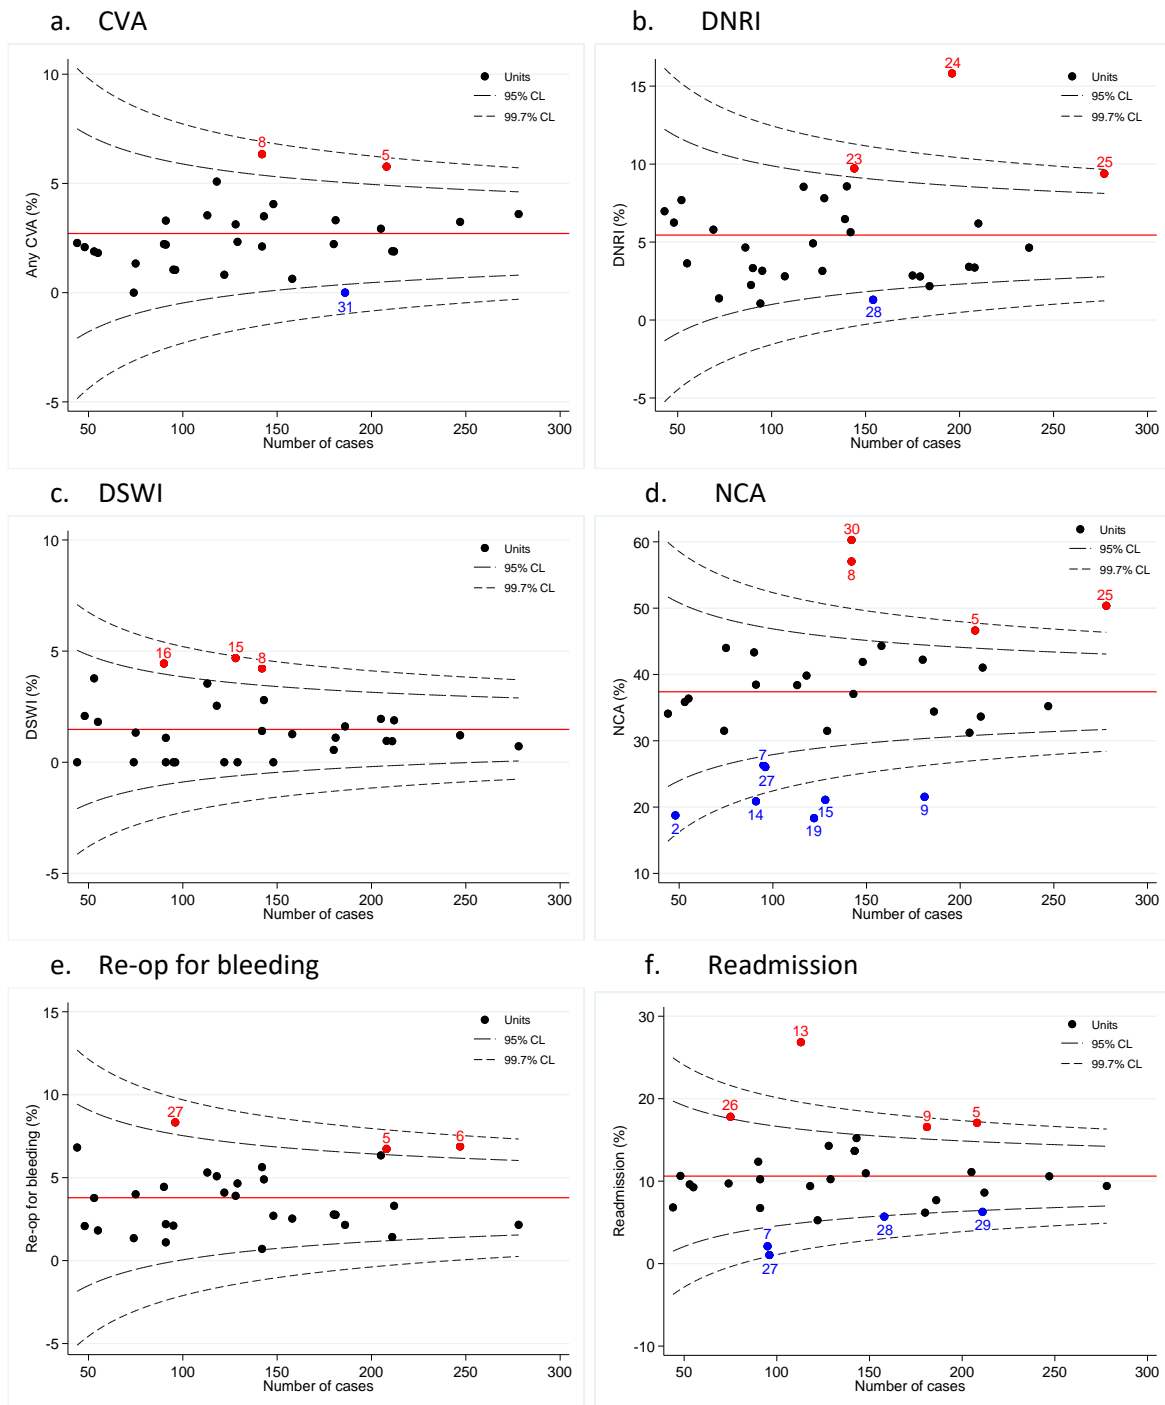 a. CVA
10
5
0
-5
Any CVA (%)
50 100 150 200 250 300
Number of cases
Units
95% CL
99.7% CL
8
5
31
b. DNRI
15
10
5
0
-5
DNRI (%)
50 100 150 200 250 300
Number of cases
Units
95% CL
99.7% CL
24
23
25
28
c. DSWI
10
5
0
-5
DSWI (%)
50 100 150 200 250 300
Number of cases
Units
95% CL
99.7% CL
16
15
8
d. NCA
60
50
40
30
20
10
NCA (%)
50 100 150 200 250 300
Number of cases
Units
95% CL
99.7% CL
30
8
25
5
7
27
14
15
2
19
9
e. Re-op for bleeding
15
10
5
0
-5
Re-op for bleeding (%)
50 100 150 200 250 300
Number of cases
Units
95% CL
99.7% CL
27
5
6
f. Readmission
30
20
10
0
-10
Readmission (%)
50 100 150 200 250 300
Number of cases
Units
95% CL
99.7% CL
13
26
9
5
7
27
28
29